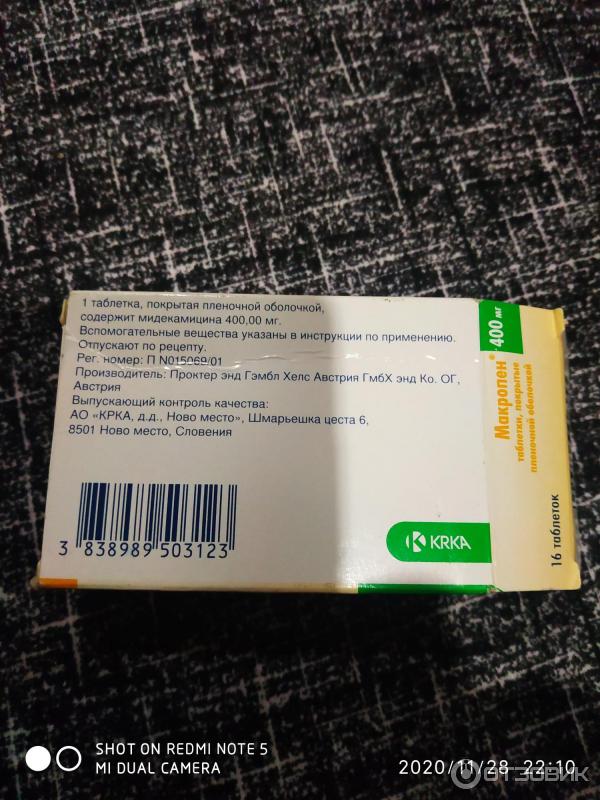 1 таблетка, покрытая пленочной оболочкой,
содержит мидекамицина 400,00 мг.
Вспомогательные вещества указаны в инструкции по применению.
Отпускают по рецепту.
Рег. номер: П N015069/01
Производитель: Проктер энд Гэмбл Хелс Австрия ГмбХ энд Ко. ОГ,
Австрия
Выпускающий контроль качества:
АО «КРКА, д.д., Ново место», Шмарьешка цеста 6,
8501 Ново место, Словения
3 838989 503123
KRKA
Макропен® 400 мг
таблетки, покрытые
пленочной оболочкой
16 таблеток
SHOT ON REDMI NOTE 5
MI DUAL CAMERA
2020/11/28 22:10
ОТЗОВИК